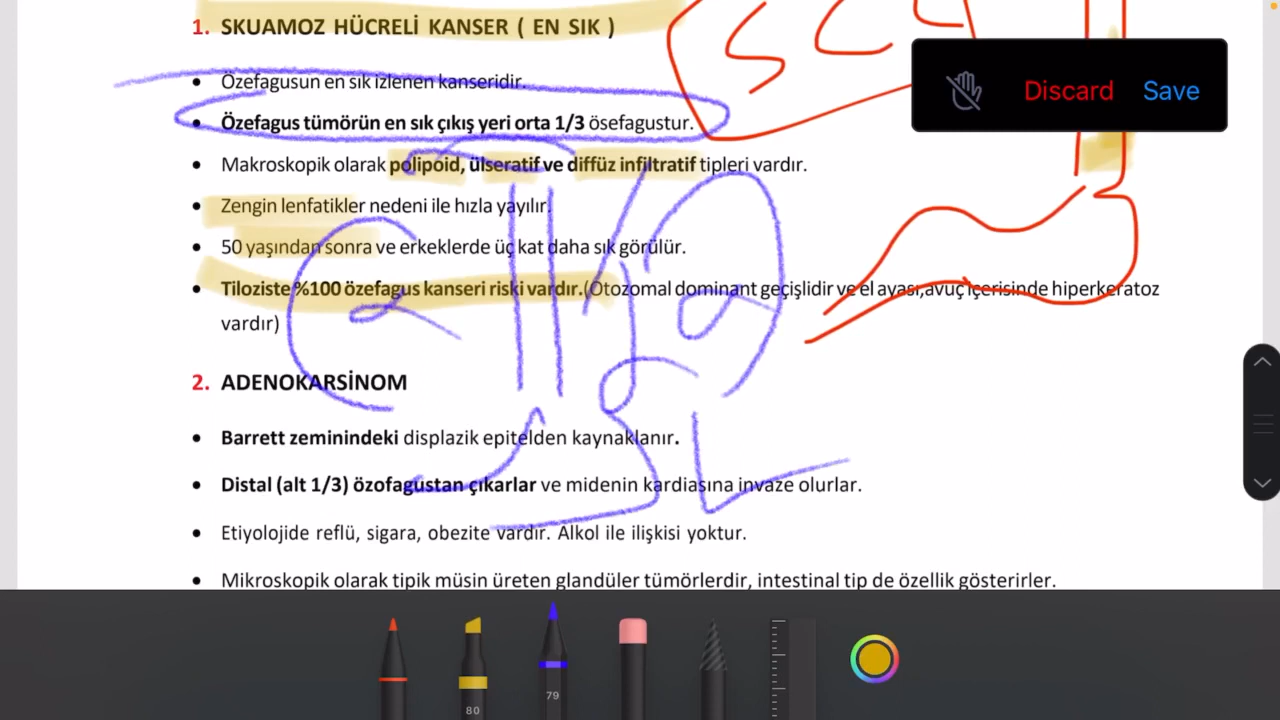 1. SKUAMOZ HÜCRELİ KANSER ( EN SIK )
SCC
Discard Save
• Özefagusun en sık izlenen kanseridir.
• Özefagus tümörün en sık çıkış yeri orta 1/3 ösefagustur.
• Makroskopik olarak polipoid, ülseratif ve diffüz infiltratif tipleri vardır.
• Zengin lenfatikler nedeni ile hızla yayılır.
• 50 yaşından sonra ve erkeklerde üç kat daha sık görülür.
• Tiloziste %100 özefagus kanseri riski vardır.(Otozomal dominant geçişlidir ve el ayası,avuç içerisinde hiperkeratoz
vardır)
2. ADENOKARSİNOM
• Barrett zeminindeki displazik epitelden kaynaklanır.
• Distal (alt 1/3) özofagustan çıkarlar ve midenin kardiasına invaze olurlar.
• Etiyolojide reflü, sigara, obezite vardır. Alkol ile ilişkisi yoktur.
• Mikroskopik olarak tipik müsin üreten glandüler tümörlerdir, intestinal tip de özellik gösterirler.
79
80